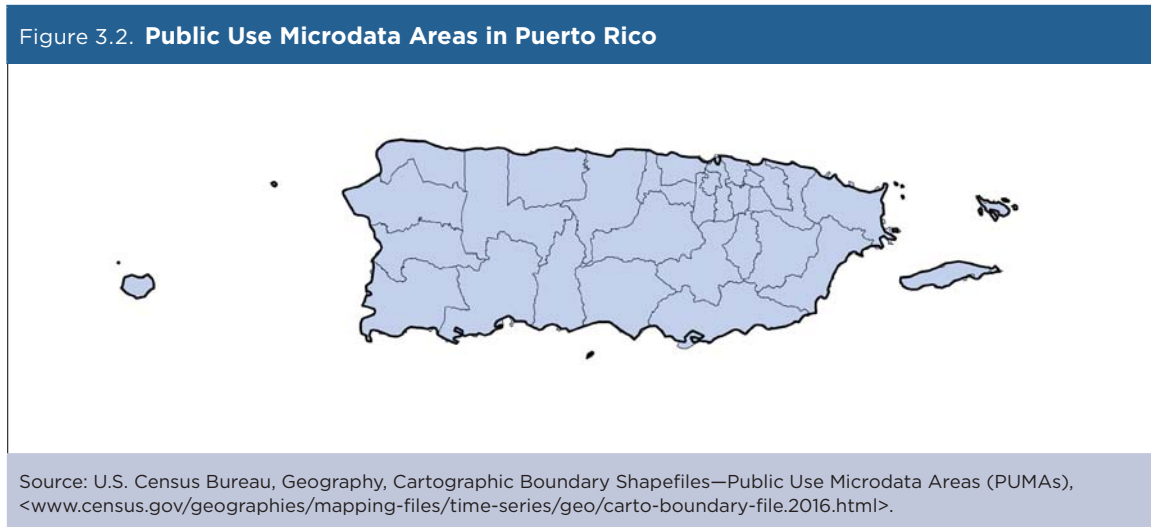 Figure 3.2. Public Use Microdata Areas in Puerto Rico
Source: U.S. Census Bureau, Geography, Cartographic Boundary Shapefiles—Public Use Microdata Areas (PUMAs),
<www.census.gov/geographies/mapping-files/time-series/geo/carto-boundary-file.2016.html>.